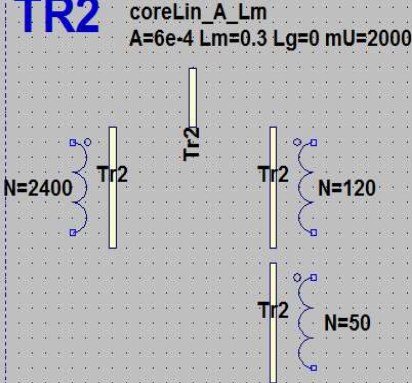 TR2
coreLin_A_Lm
A=6e-4 Lm=0.3 Lg=0 mU=2000
Tr2
N=2400
Tr2
Tr2
N=120
Tr2
N=50